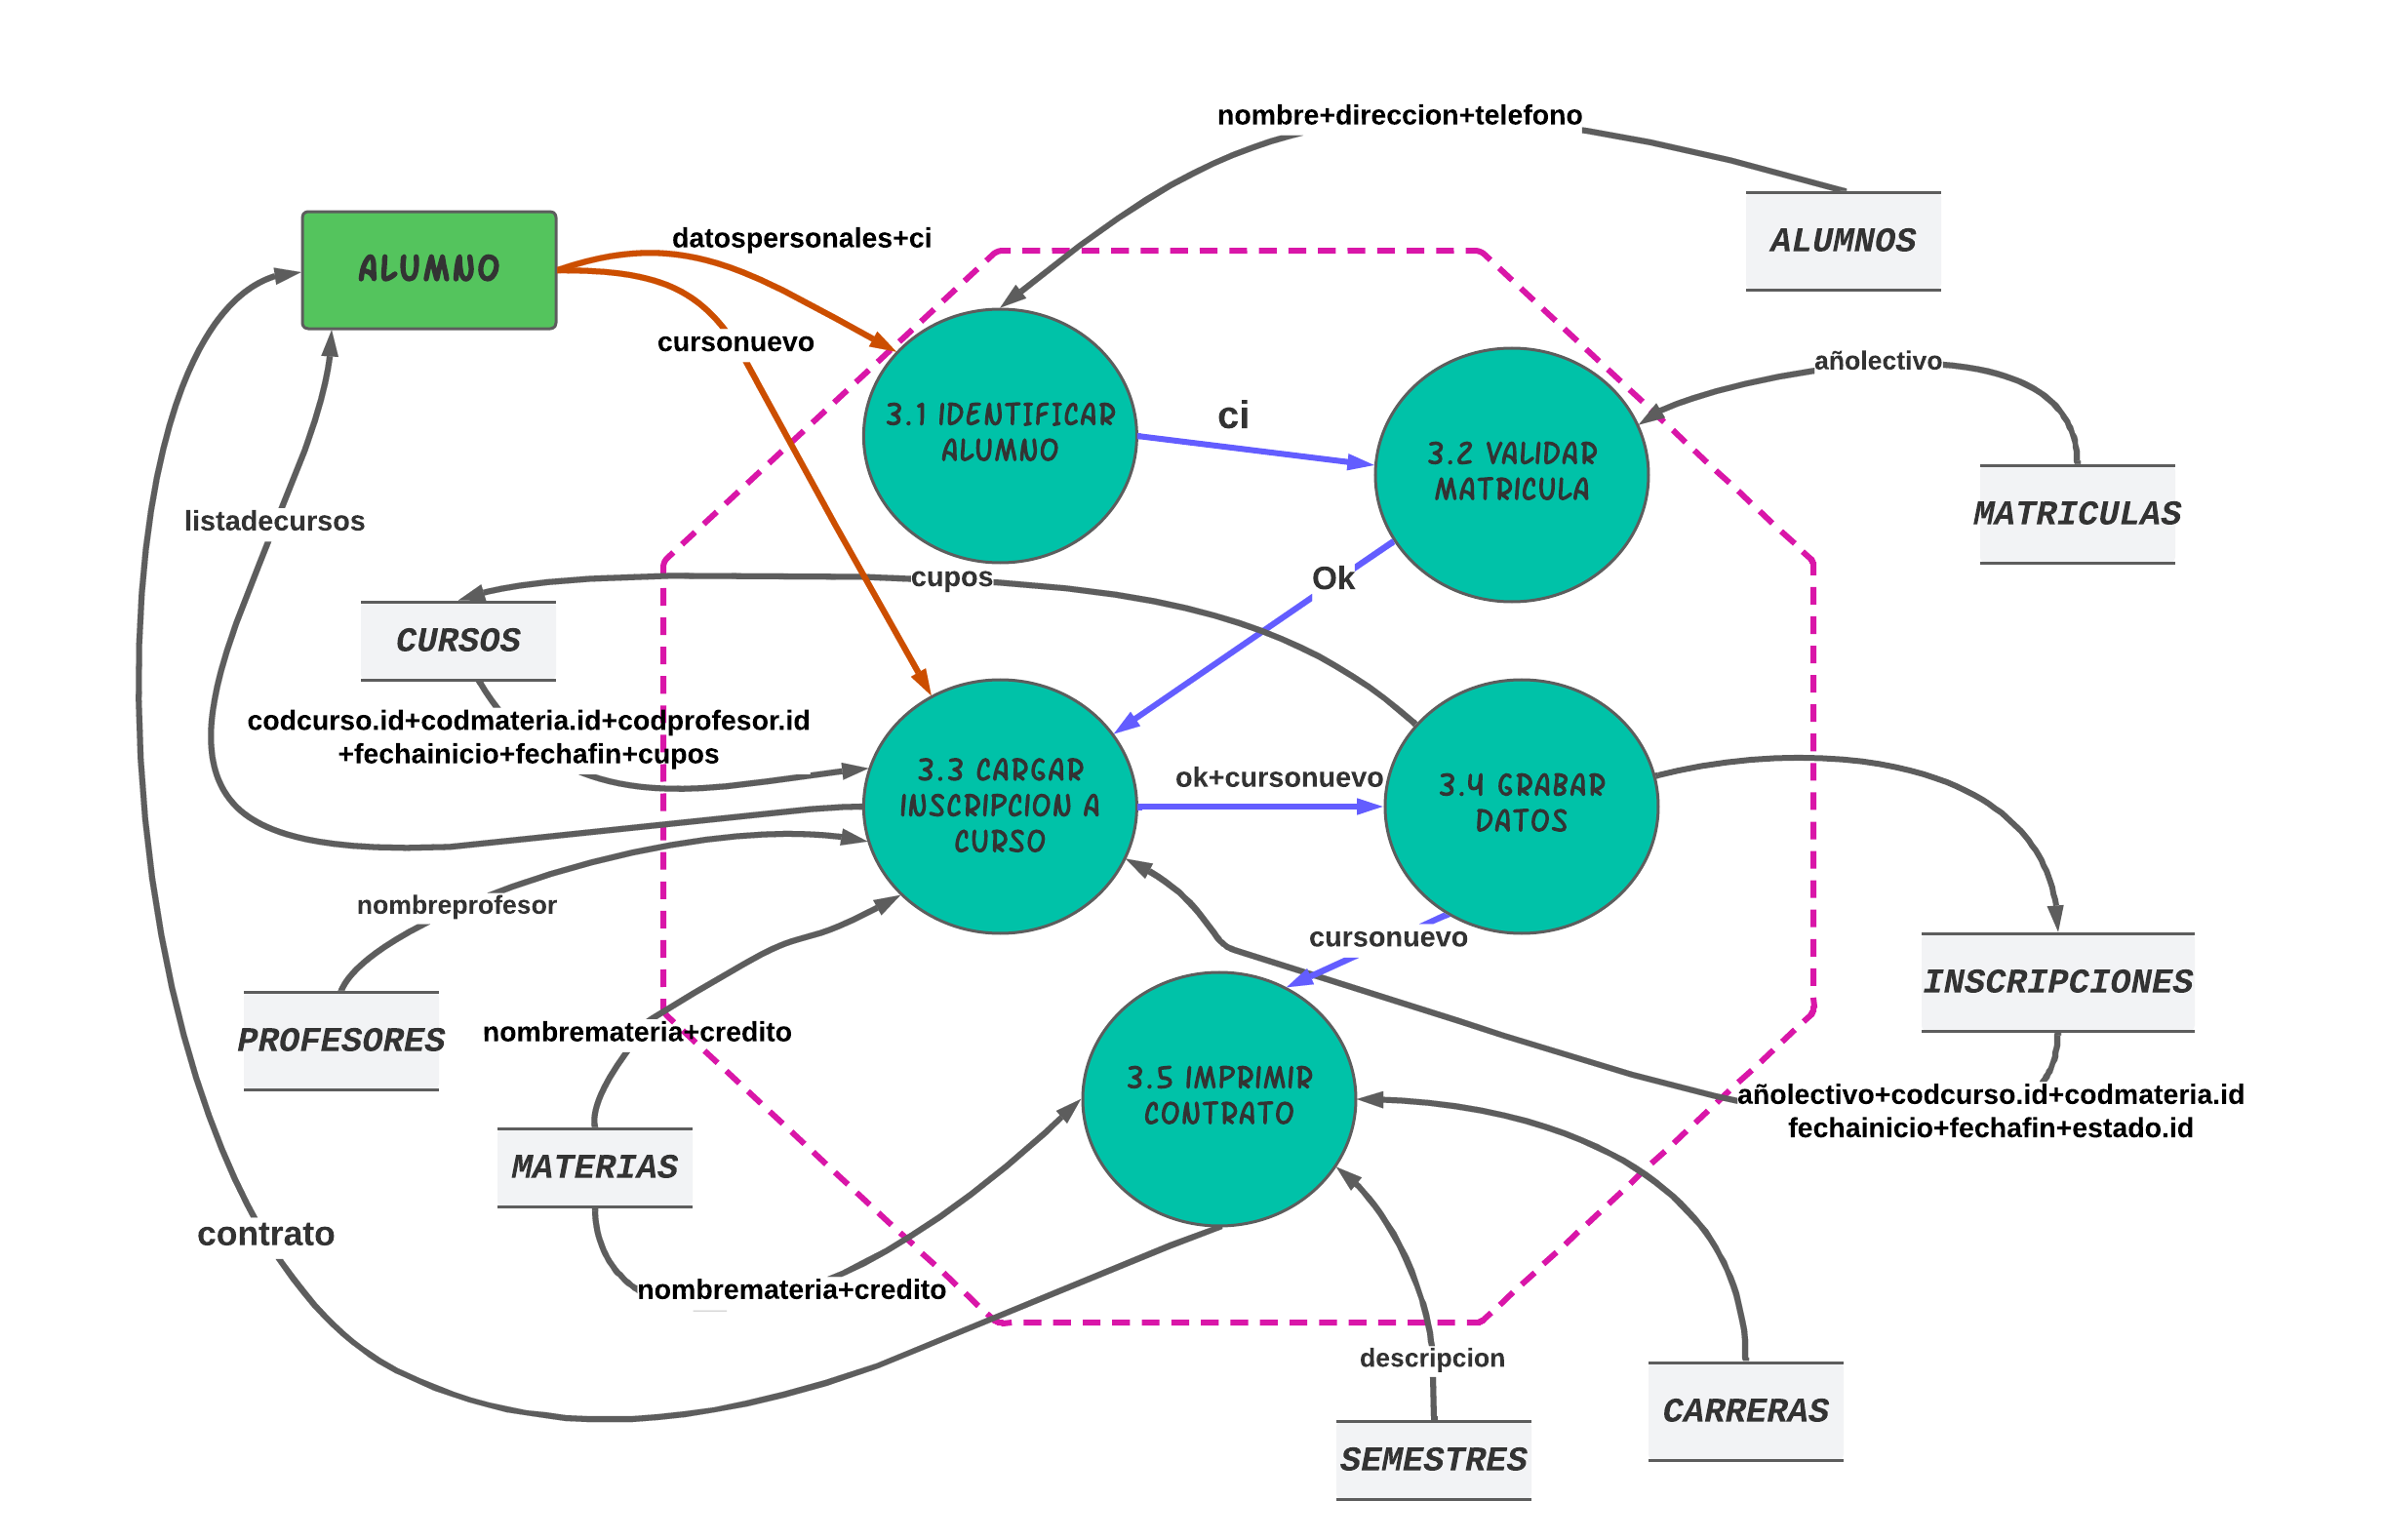 nombre+direccion+telefono
ALUMNOS
ALUMNO
datospersonales+ci
cursonuevo
añolectivo
3.1 IDENTIFICAR
ALUMNO
ci
3.2 VALIDAR
MATRICULA
MATRICULAS
listadecursos
cupos
Ok
CURSOS
codcurso.id+codmateria.id+codprofesor.id
+fechainicio+fechafin+cupos
3.3 CARGAR
INSCRIPCION A
CURSO
ok+cursonuevo
3.4 GRABAR
DATOS
nombreprofesor
cursonuevo
INSCRIPCIONES
PROFESORES
nombremateria+credito
3.5 IMPRIMIR
CONTRATO
añolectivo+codcurso.id+codmateria.id
fechainicio+fechafin+estado.id
MATERIAS
contrato
nombremateria+credito
descripcion
CARRERAS
SEMESTRES